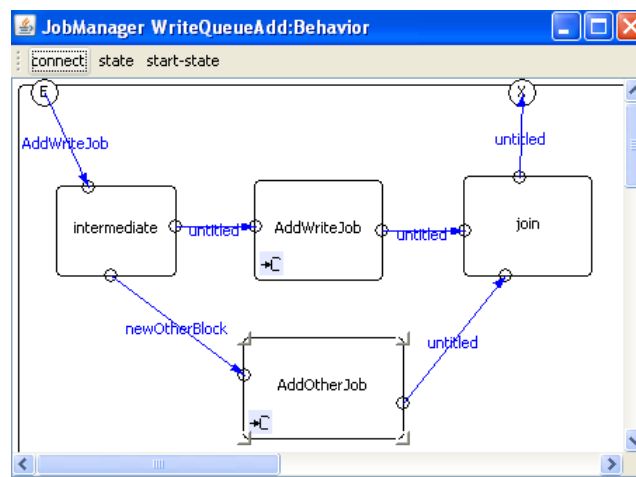 JobManager WriteQueueAdd:Behavior
connect state start-state
E
X
AddWriteJob
untitled
intermediate
untitled
AddWriteJob
untitled
join
newOtherBlock
untitled
AddOtherJob